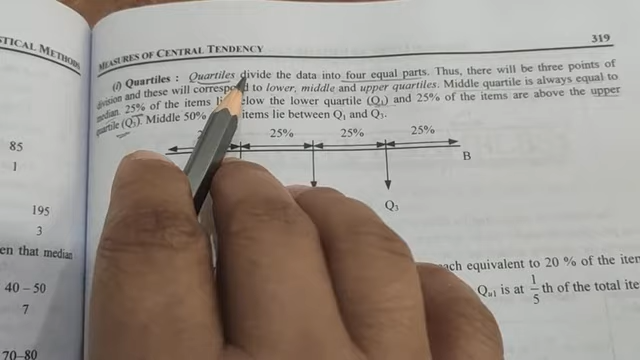 STICAL METHODS
85
1
195
3
en that median
40 – 50
7
70–80
MEASURES OF CENTRAL TENDENCY
319
(i) Quartiles : Quartiles divide the data into four equal parts. Thus, there will be three points of
division and these will correspond to lower, middle and upper quartiles. Middle quartile is always equal to
median. 25% of the items below the lower quartile (Q₁) and 25% of the items are above the upper
quartile (Q₃). Middle 50% items lie between Q₁ and Q₃.
25% 25% 25%
B
Q₃
each equivalent to 20 % of the item
is at 1/5 th of the total ite